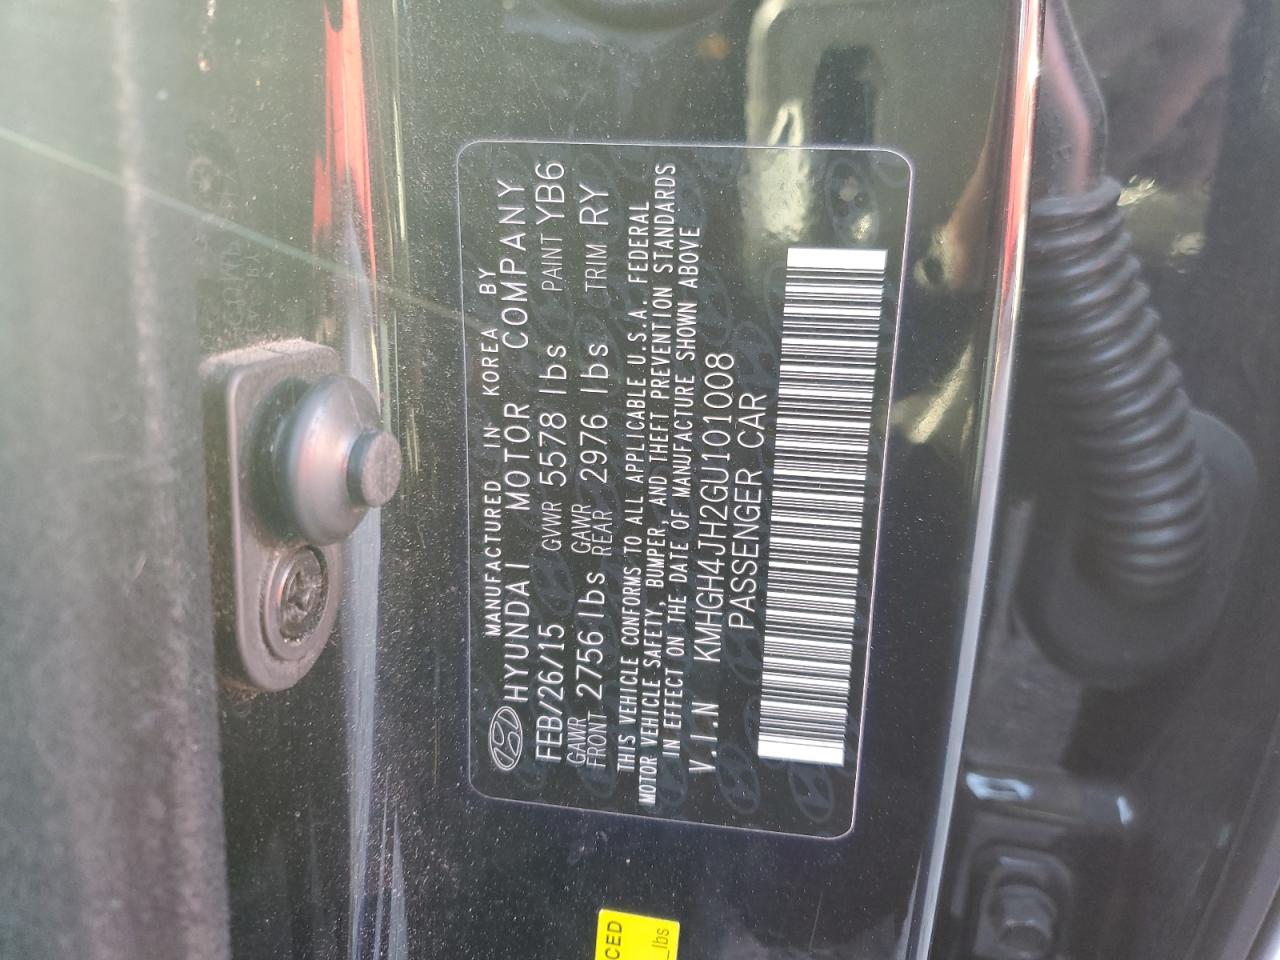 MANUFACTURED IN KOREA BY
HYUNDAI MOTOR COMPANY
FEB/26/15 GVWR 5578 lbs PAINT YB6
GAWR FRONT 2756lbs GAWR REAR 2976 lbs TRIM RY
THIS VEHICLE CONFORMS TO ALL APPLICABLE U.S.A. FEDERAL
MOTOR VEHICLE SAFETY, BUMPER, AND THEFT PREVENTION STANDARDS
IN EFFECT ON THE DATE OF MANUFACTURE SHOWN ABOVE
V.I.N KMHGH4JH2GU101008
PASSENGER CAR
CED
lbs